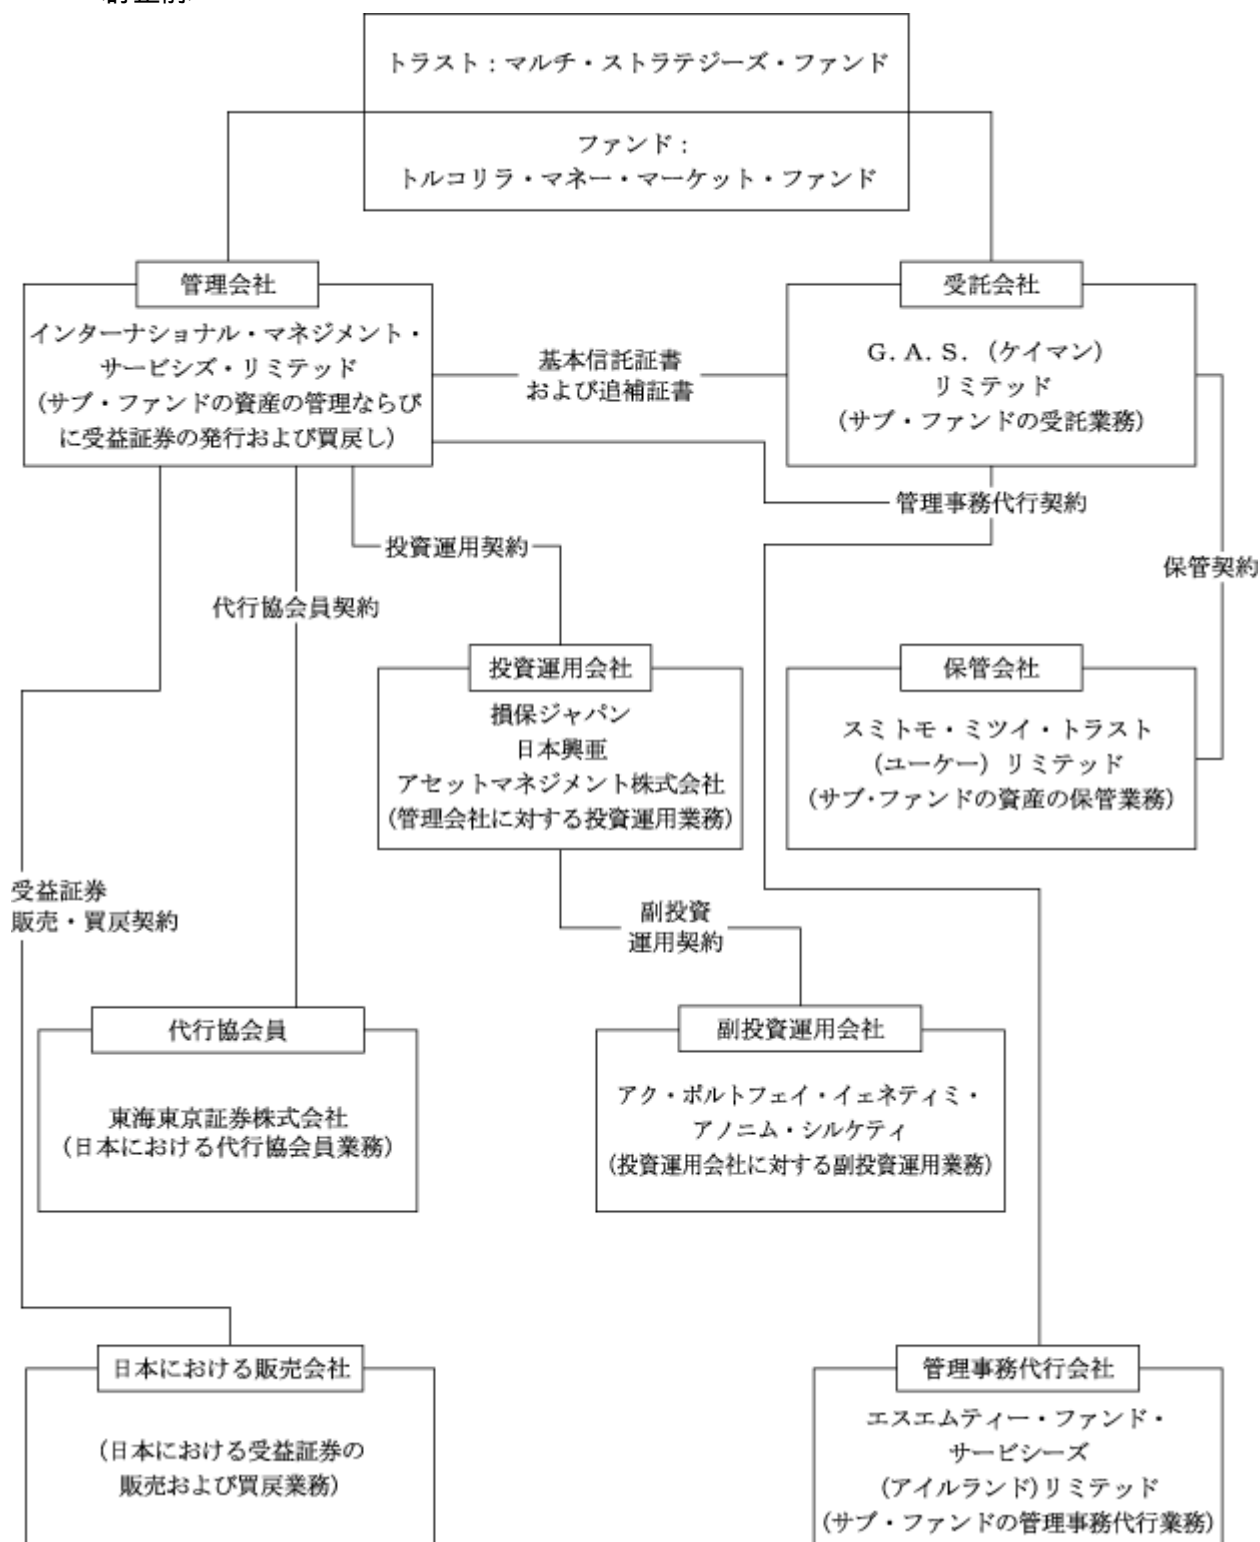 トラスト：マルチ・ストラテジーズ・ファンド
ファンド：
トルコリラ・マネー・マーケット・ファンド
管理会社
インターナショナル・マネジメント・
サービシズ・リミテッド
(サブ・ファンドの資産の管理ならび
に受益証券の発行および買戻し)
基本信託証書
および追補証書
受託会社
G. A. S.（ケイマン）
リミテッド
(サブ・ファンドの受託業務)
管理事務代行契約
投資運用契約
保管契約
代行協会員契約
投資運用会社
損保ジャパン
日本興亜
アセットマネジメント株式会社
(管理会社に対する投資運用業務)
保管会社
スミトモ・ミツイ・トラスト
（ユーケー）リミテッド
(サブ・ファンドの資産の保管業務)
受益証券
販売・買戻契約
副投資
運用契約
代行協会員
東海東京証券株式会社
(日本における代行協会員業務)
副投資運用会社
アク・ポルトフェイ・イェネティミ・
アノニム・シルケティ
(投資運用会社に対する副投資運用業務)
日本における販売会社
(日本における受益証券の
販売および買戻業務)
管理事務代行会社
エスエムティー・ファンド・
サービシーズ
(アイルランド)リミテッド
(サブ・ファンドの管理事務代行業務)